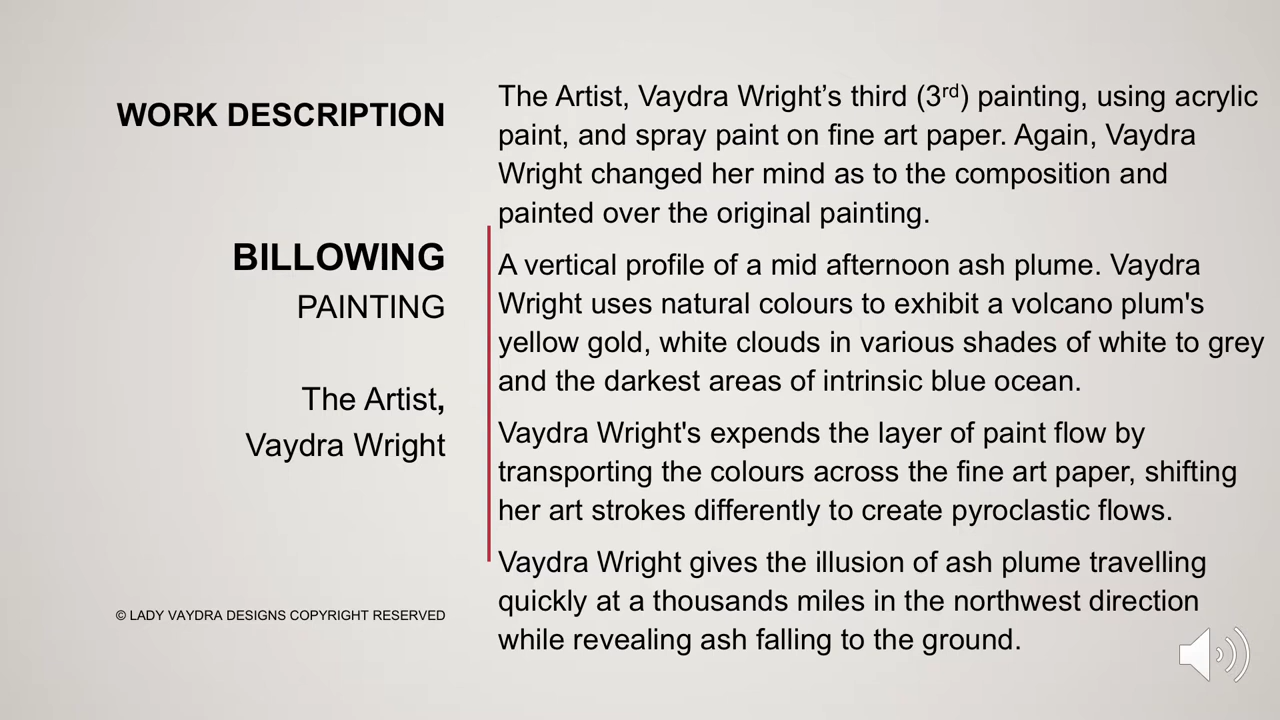 WORK DESCRIPTION
BILLOWING
PAINTING
The Artist,
Vaydra Wright
© LADY VAYDRA DESIGNS COPYRIGHT RESERVED
The Artist, Vaydra Wright’s third (3rd) painting, using acrylic
paint, and spray paint on fine art paper. Again, Vaydra
Wright changed her mind as to the composition and
painted over the original painting.
A vertical profile of a mid afternoon ash plume. Vaydra
Wright uses natural colours to exhibit a volcano plum's
yellow gold, white clouds in various shades of white to grey
and the darkest areas of intrinsic blue ocean.
Vaydra Wright's expends the layer of paint flow by
transporting the colours across the fine art paper, shifting
her art strokes differently to create pyroclastic flows.
Vaydra Wright gives the illusion of ash plume travelling
quickly at a thousands miles in the northwest direction
while revealing ash falling to the ground.